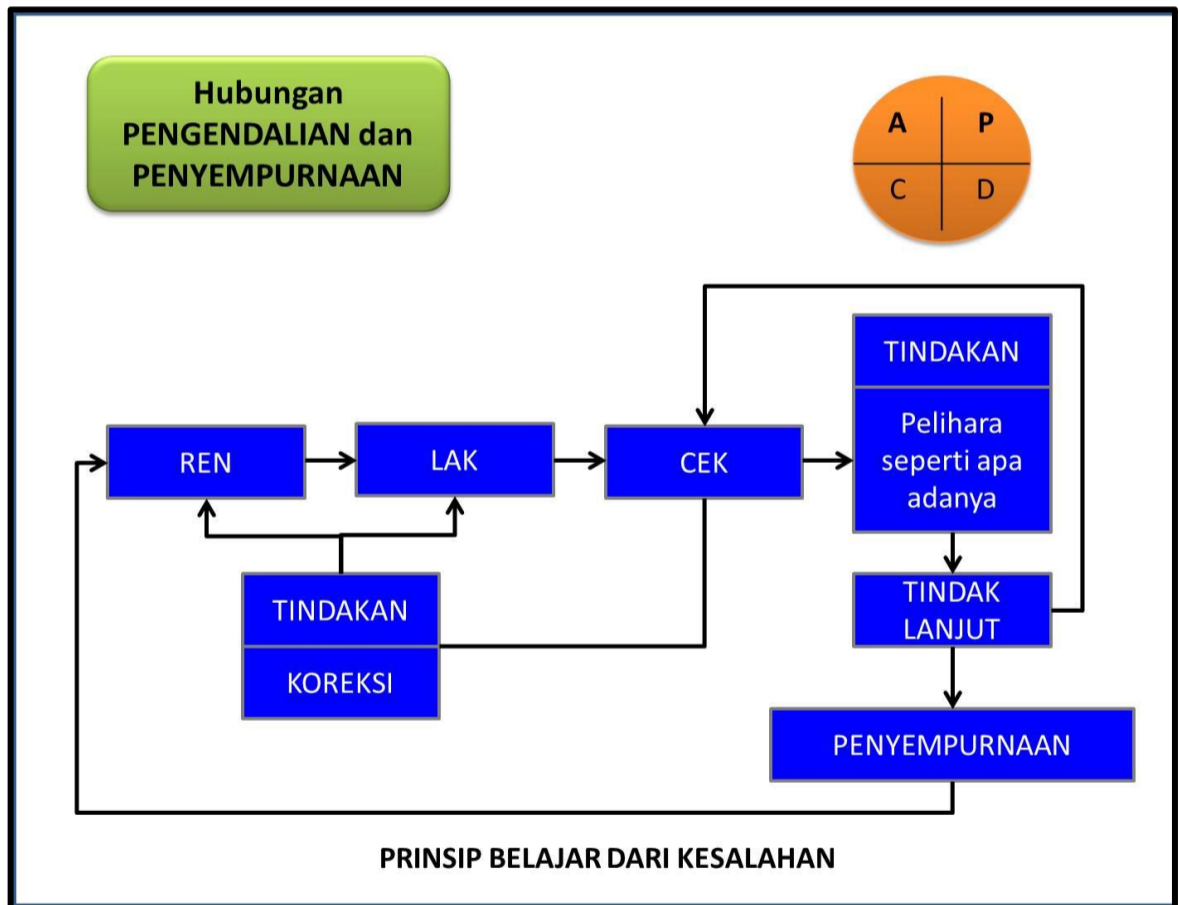 Hubungan
PENGENDALIAN dan
PENYEMPURNAAN
A P
C D
TINDAKAN
Pelihara
seperti apa
adanya
REN
LAK
CEK
TINDAKAN
KOREKSI
TINDAK
LANJUT
PENYEMPURNAAN
PRINSIP BELAJAR DARI KESALAHAN